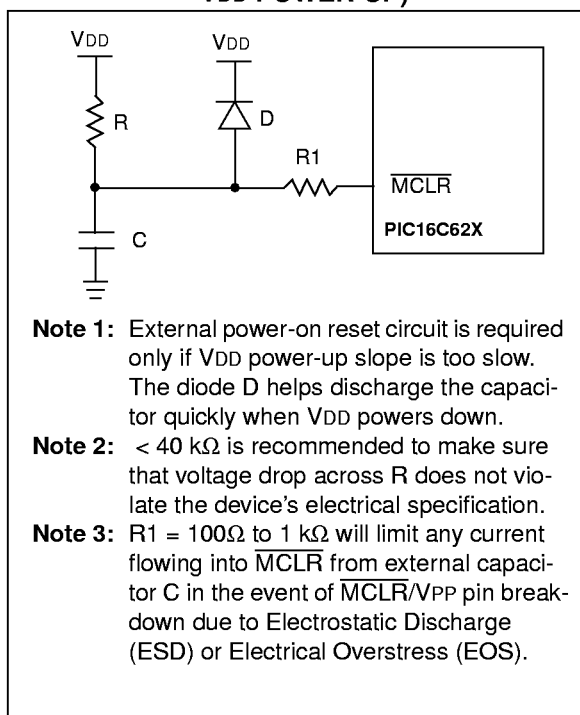 VDD POWER-UP)
VDD
VDD
R
D
R1
MCLR
C
PIC16C62X
Note 1: External power-on reset circuit is required
only if VDD power-up slope is too slow.
The diode D helps discharge the capaci-
tor quickly when VDD powers down.
Note 2: < 40 kΩ is recommended to make sure
that voltage drop across R does not vio-
late the device's electrical specification.
Note 3: R1 = 100Ω to 1 kΩ will limit any current
flowing into MCLR from external capaci-
tor C in the event of MCLR/VPP pin break-
down due to Electrostatic Discharge
(ESD) or Electrical Overstress (EOS).